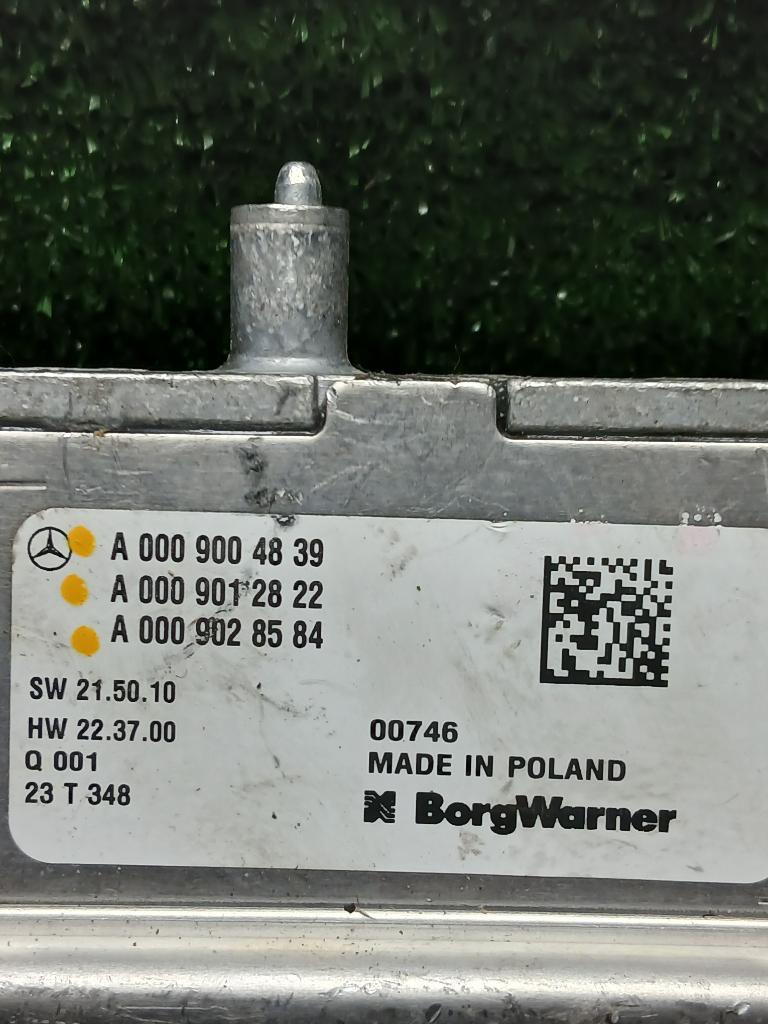 A 000 900 48 39
A 000 901 28 22
A 000 902 85 84
SW 21.50.10
HW 22.37.00
Q 001
23 T 348
00746
MADE IN POLAND
BorgWarner